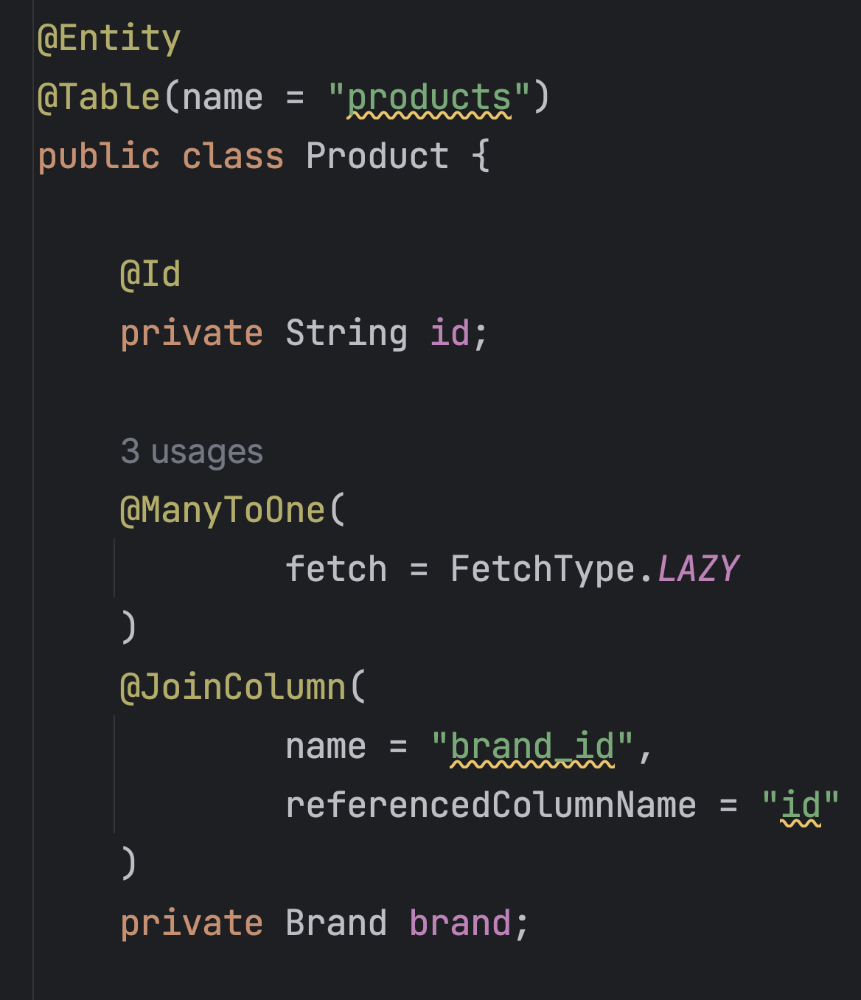 @Entity
@Table(name = "products")
public class Product {
@Id
private String id;
3 usages
@ManyToOne(
fetch = FetchType.LAZY
)
@JoinColumn(
name = "brand_id",
referencedColumnName = "id"
)
private Brand brand;